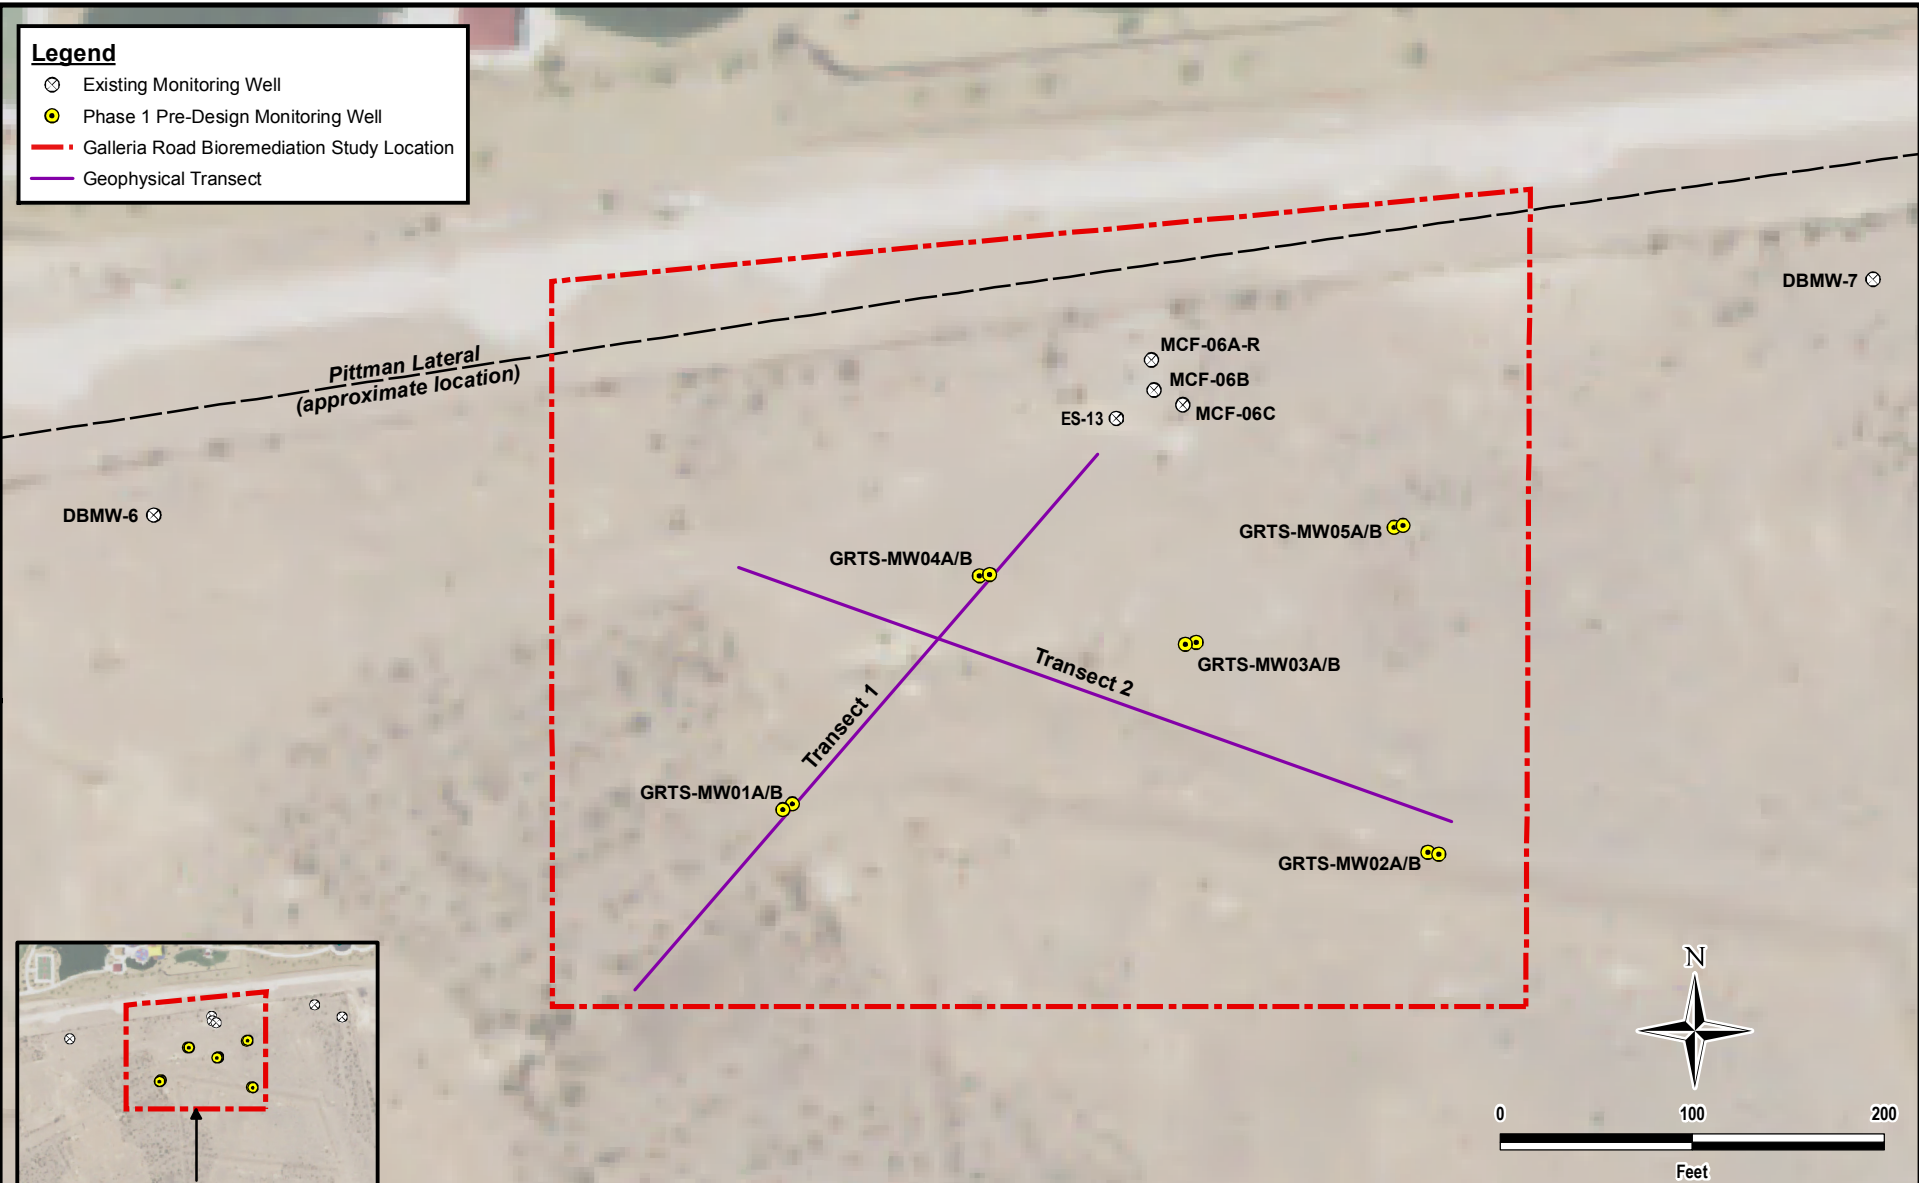 Legend
Existing Monitoring Well
Phase 1 Pre-Design Monitoring Well
Galleria Road Bioremediation Study Location
Geophysical Transect
DBMW-7
MCF-06A-R
Pittman Lateral
(approximate location)
MCF-06B
MCF-06C
ES-13
DBMW-6
GRTS-MW05A/B
GRTS-MW04A/B
GRTS-MW03A/B
Transect 2
Transect 1
GRTS-MW01A/B
GRTS-MW02A/B
N
0 100 200
Feet